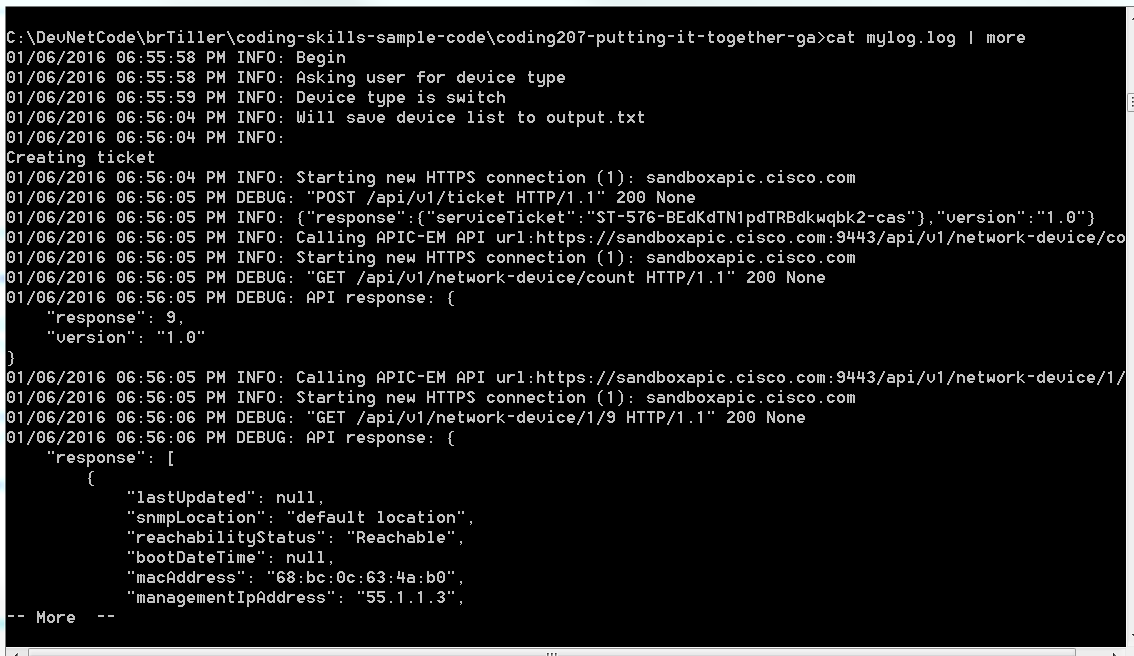 C:\DevNetCode\brTiller\coding-skills-sample-code\coding207-putting-it-together-ga>cat mylog.log | more
01/06/2016 06:55:58 PM INFO: Begin
01/06/2016 06:55:58 PM INFO: Asking user for device type
01/06/2016 06:55:59 PM INFO: Device type is switch
01/06/2016 06:56:04 PM INFO: Will save device list to output.txt
01/06/2016 06:56:04 PM INFO:
Creating ticket
01/06/2016 06:56:04 PM INFO: Starting new HTTPS connection (1): sandboxapic.cisco.com
01/06/2016 06:56:05 PM DEBUG: "POST /api/v1/ticket HTTP/1.1" 200 None
01/06/2016 06:56:05 PM INFO: {"response":{"serviceTicket":"ST-576-BEdKdTN1pdTRBdkwqbk2-cas"},"version":"1.0"}
01/06/2016 06:56:05 PM INFO: Calling APIC-EM API url:https://sandboxapic.cisco.com:9443/api/v1/network-device/co
01/06/2016 06:56:05 PM INFO: Starting new HTTPS connection (1): sandboxapic.cisco.com
01/06/2016 06:56:05 PM DEBUG: "GET /api/v1/network-device/count HTTP/1.1" 200 None
01/06/2016 06:56:05 PM DEBUG: API response: {
    "response": 9,
    "version": "1.0"
}
01/06/2016 06:56:05 PM INFO: Calling APIC-EM API url:https://sandboxapic.cisco.com:9443/api/v1/network-device/1/
01/06/2016 06:56:05 PM INFO: Starting new HTTPS connection (1): sandboxapic.cisco.com
01/06/2016 06:56:06 PM DEBUG: "GET /api/v1/network-device/1/9 HTTP/1.1" 200 None
01/06/2016 06:56:06 PM DEBUG: API response: {
    "response": [
        {
            "lastUpdated": null,
            "snmpLocation": "default location",
            "reachabilityStatus": "Reachable",
            "bootDateTime": null,
            "macAddress": "68:bc:0c:63:4a:b0",
            "managementIpAddress": "55.1.1.3",
-- More  --